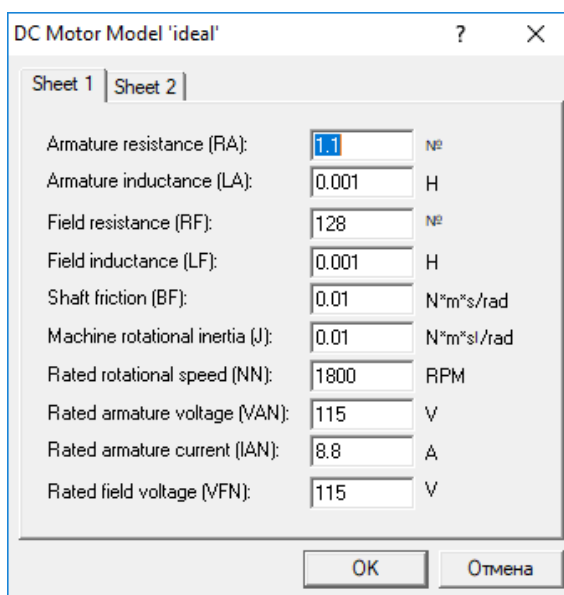 DC Motor Model 'ideal' ? ×
Sheet 1 Sheet 2
Armature resistance (RA): 1.1 №
Armature inductance (LA): 0.001 H
Field resistance (RF): 128 №
Field inductance (LF): 0.001 H
Shaft friction (BF): 0.01 N*m*s/rad
Machine rotational inertia (J): 0.01 N*m*sI/rad
Rated rotational speed (NN): 1800 RPM
Rated armature voltage (VAN): 115 V
Rated armature current (IAN): 8.8 A
Rated field voltage (VFN): 115 V
OK Отмена